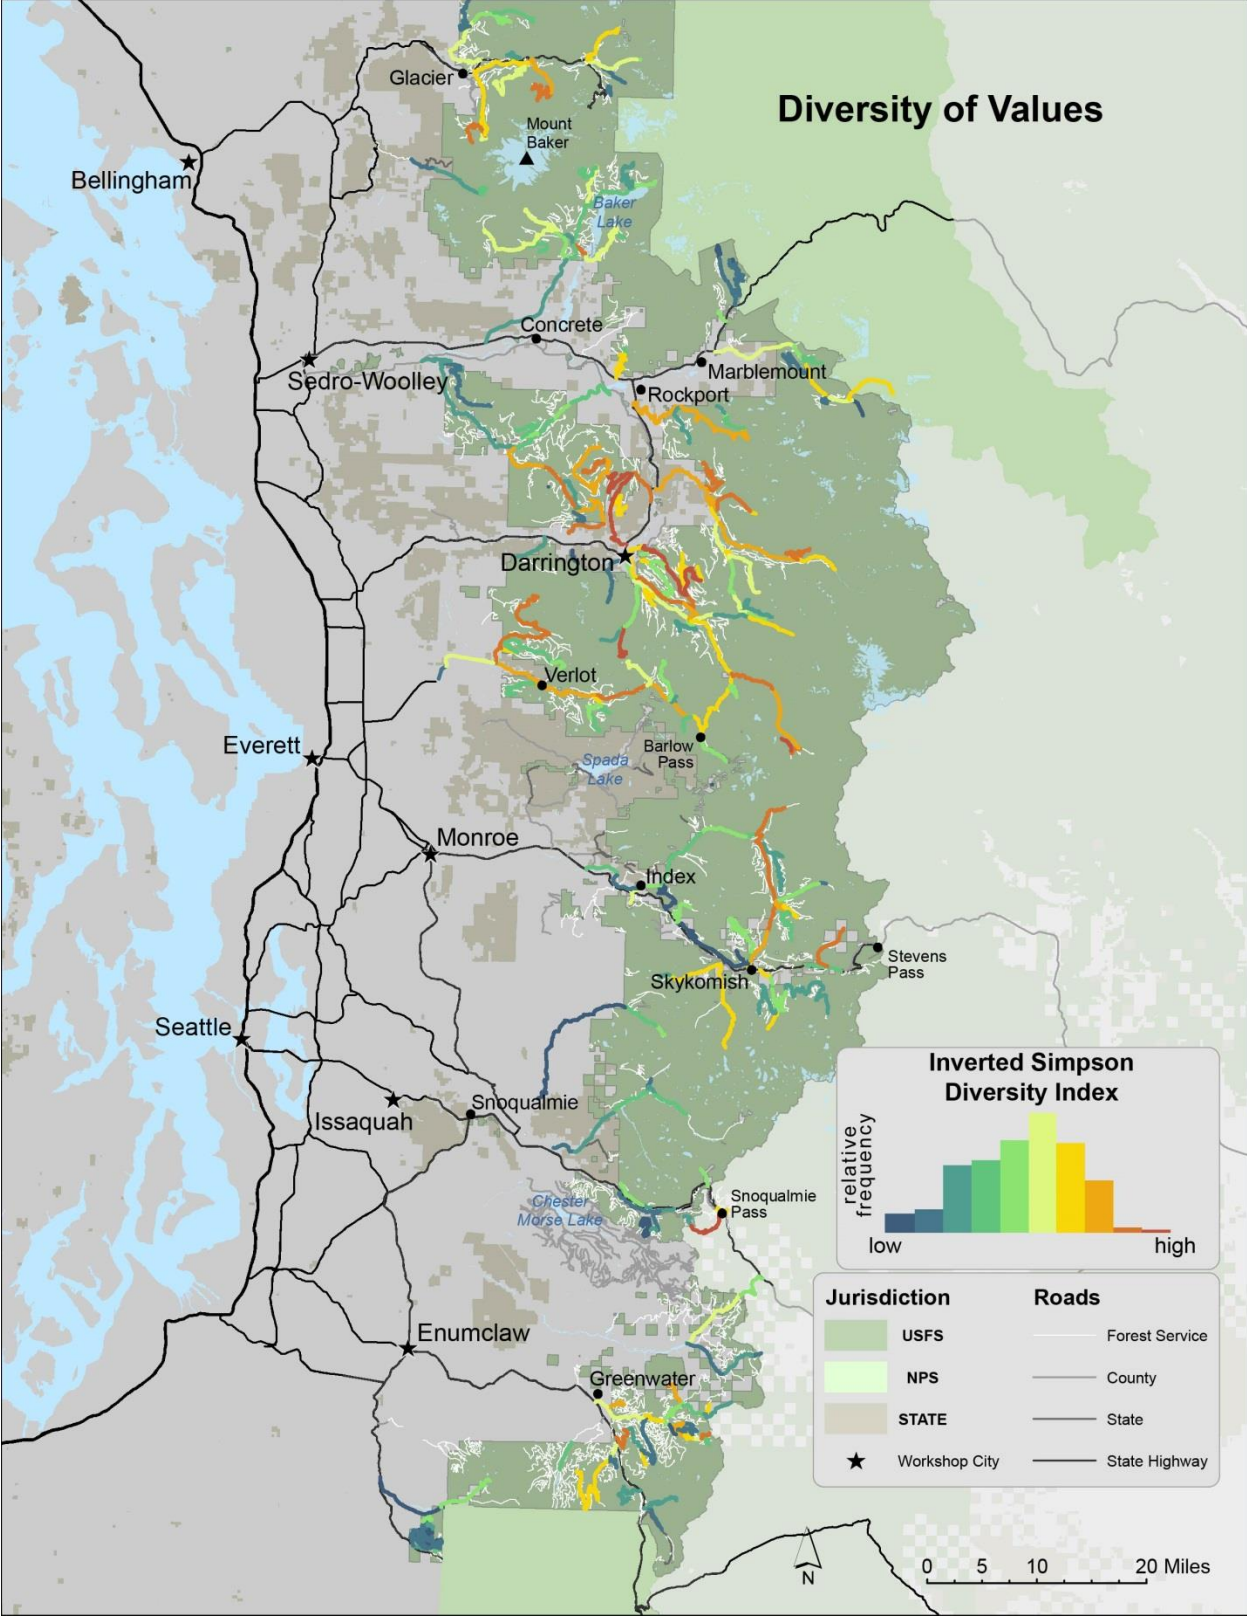 Diversity of Values
Glacier
Mount
Baker
Bellingham
Baker
Lake
Concrete
Sedro-Woolley
Marblemount
Rockport
Darrington
Verlot
Everett
Barlow
Pass
Spada
Lake
Monroe
Index
Stevens
Pass
Skykomish
Seattle
Issaquah
Snoqualmie
Chester
Morse Lake
Snoqualmie
Pass
Enumclaw
Greenwater
Inverted Simpson
Diversity Index
relative
frequency
low
high
Jurisdiction
Roads
USFS
Forest Service
NPS
County
STATE
State
Workshop City
State Highway
N
0 5 10 20 Miles